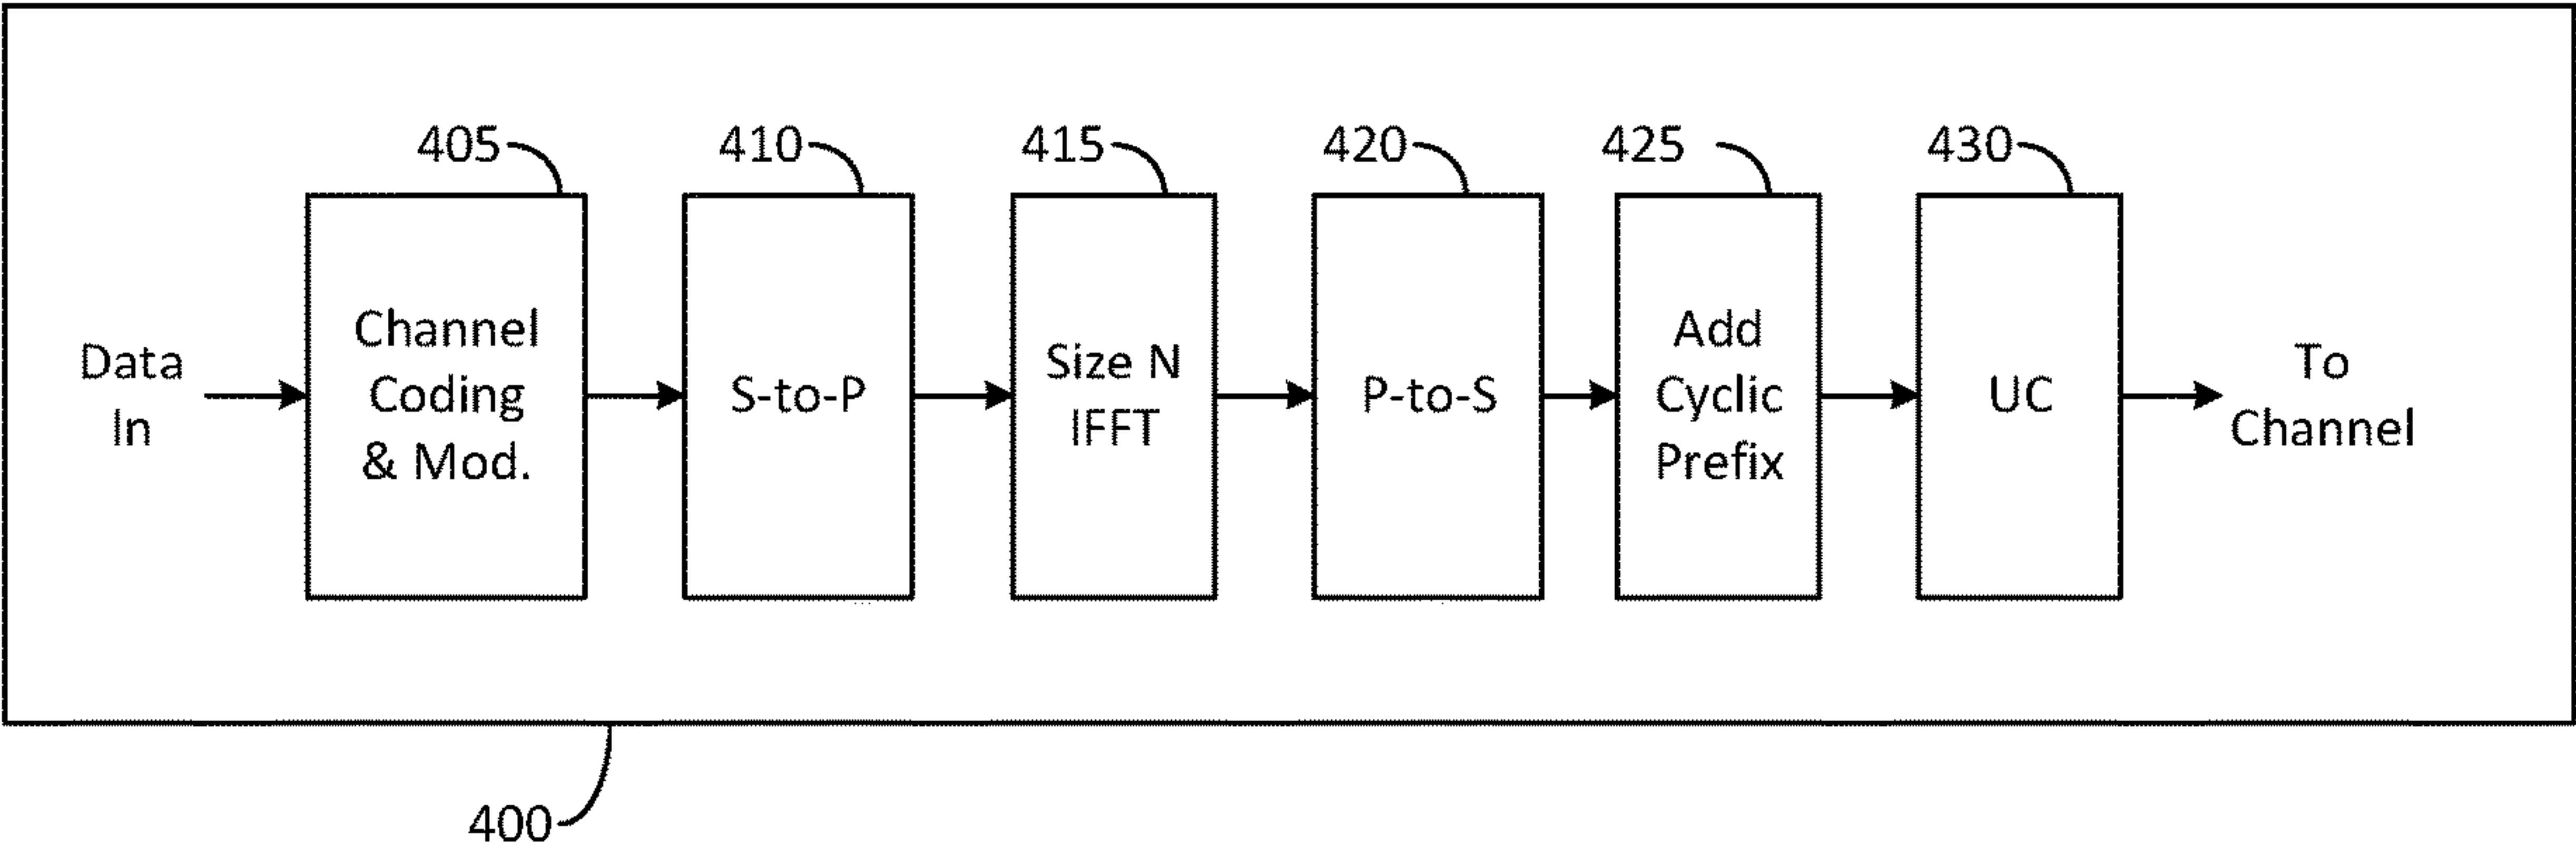 405
410
415
420
425
430
Data
In
Channel
Coding
& Mod.
S-to-P
Size N
IFFT
P-to-S
Add
Cyclic
Prefix
UC
To
Channel
400